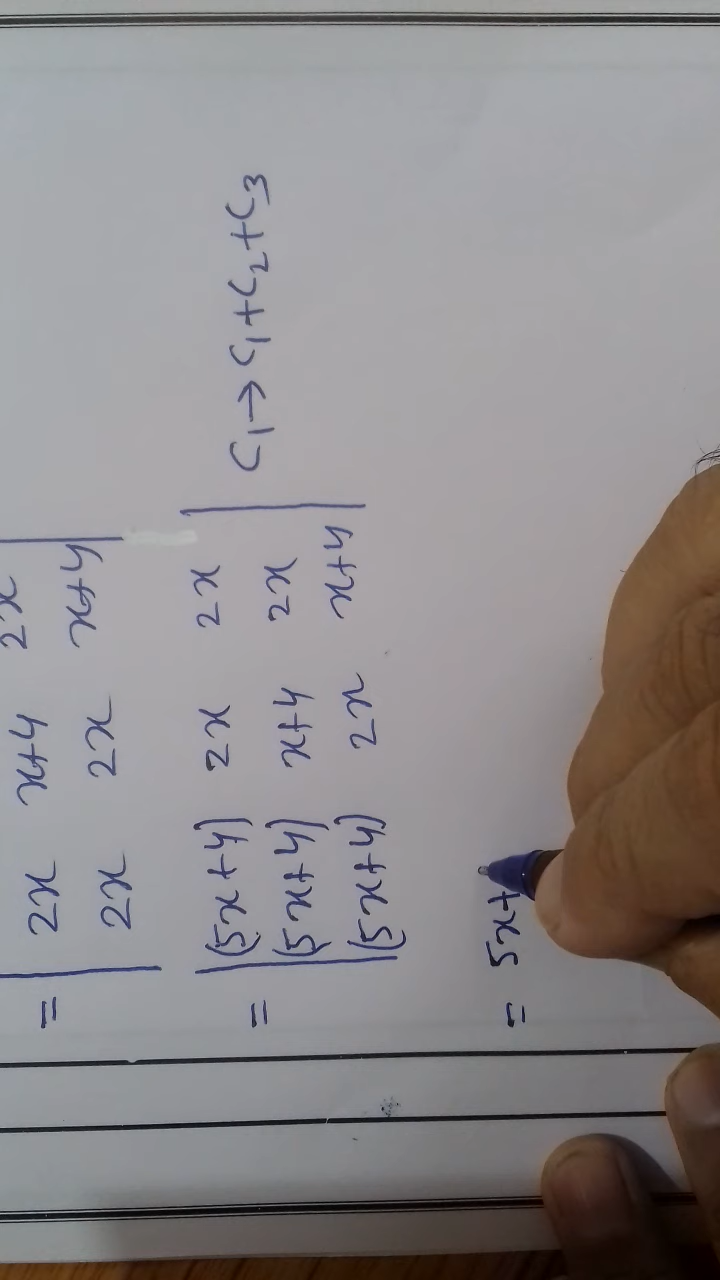 2x
= 2x x+4
2x 2x x+4
= | (5x+4) 2x 2x | C₁→C₁+C₂+C₃
(5x+4) x+4 2x
(5x+4) 2x x+4
= 5x+